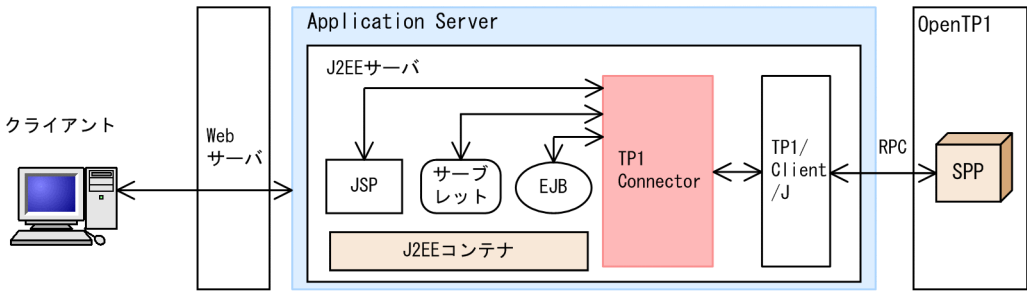 Application Server
OpenTP1
J2EEサーバ
クライアント
Web
サーバ
JSP
サーブ
レット
EJB
TP1
Connector
TP1/
Client
/J
RPC
SPP
J2EEコンテナ